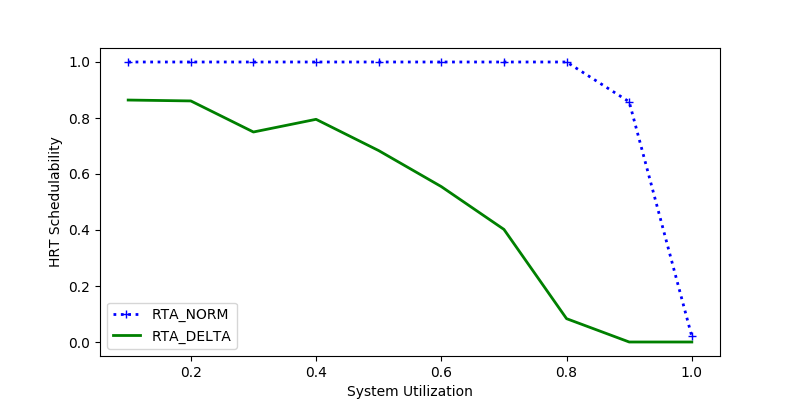 1.0
0.8
0.6
0.4
0.2
0.0
HRT Schedulability
RTA_NORM
RTA_DELTA
0.2 0.4 0.6 0.8 1.0
System Utilization